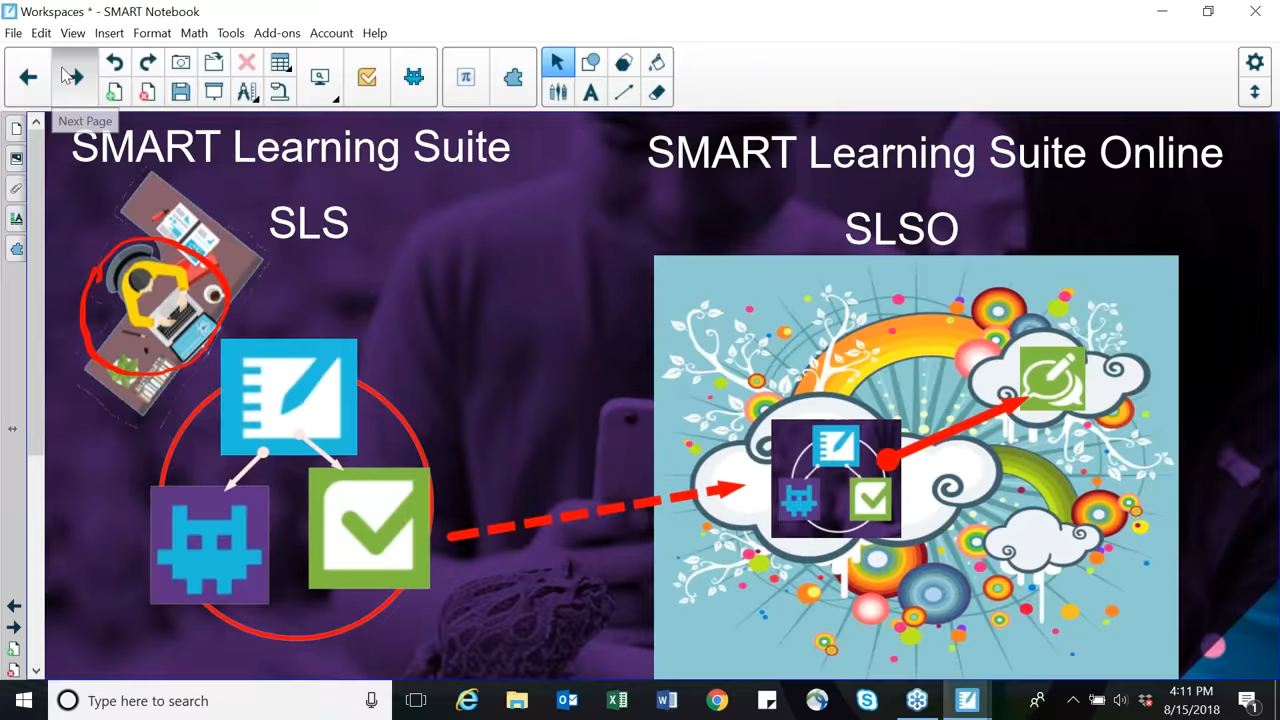 Workspaces * - SMART Notebook
File Edit View Insert Format Math Tools Add-ons Account Help
Next Page
SMART Learning Suite
SLS
SMART Learning Suite Online
SLSO
Type here to search
4:11 PM
8/15/2018